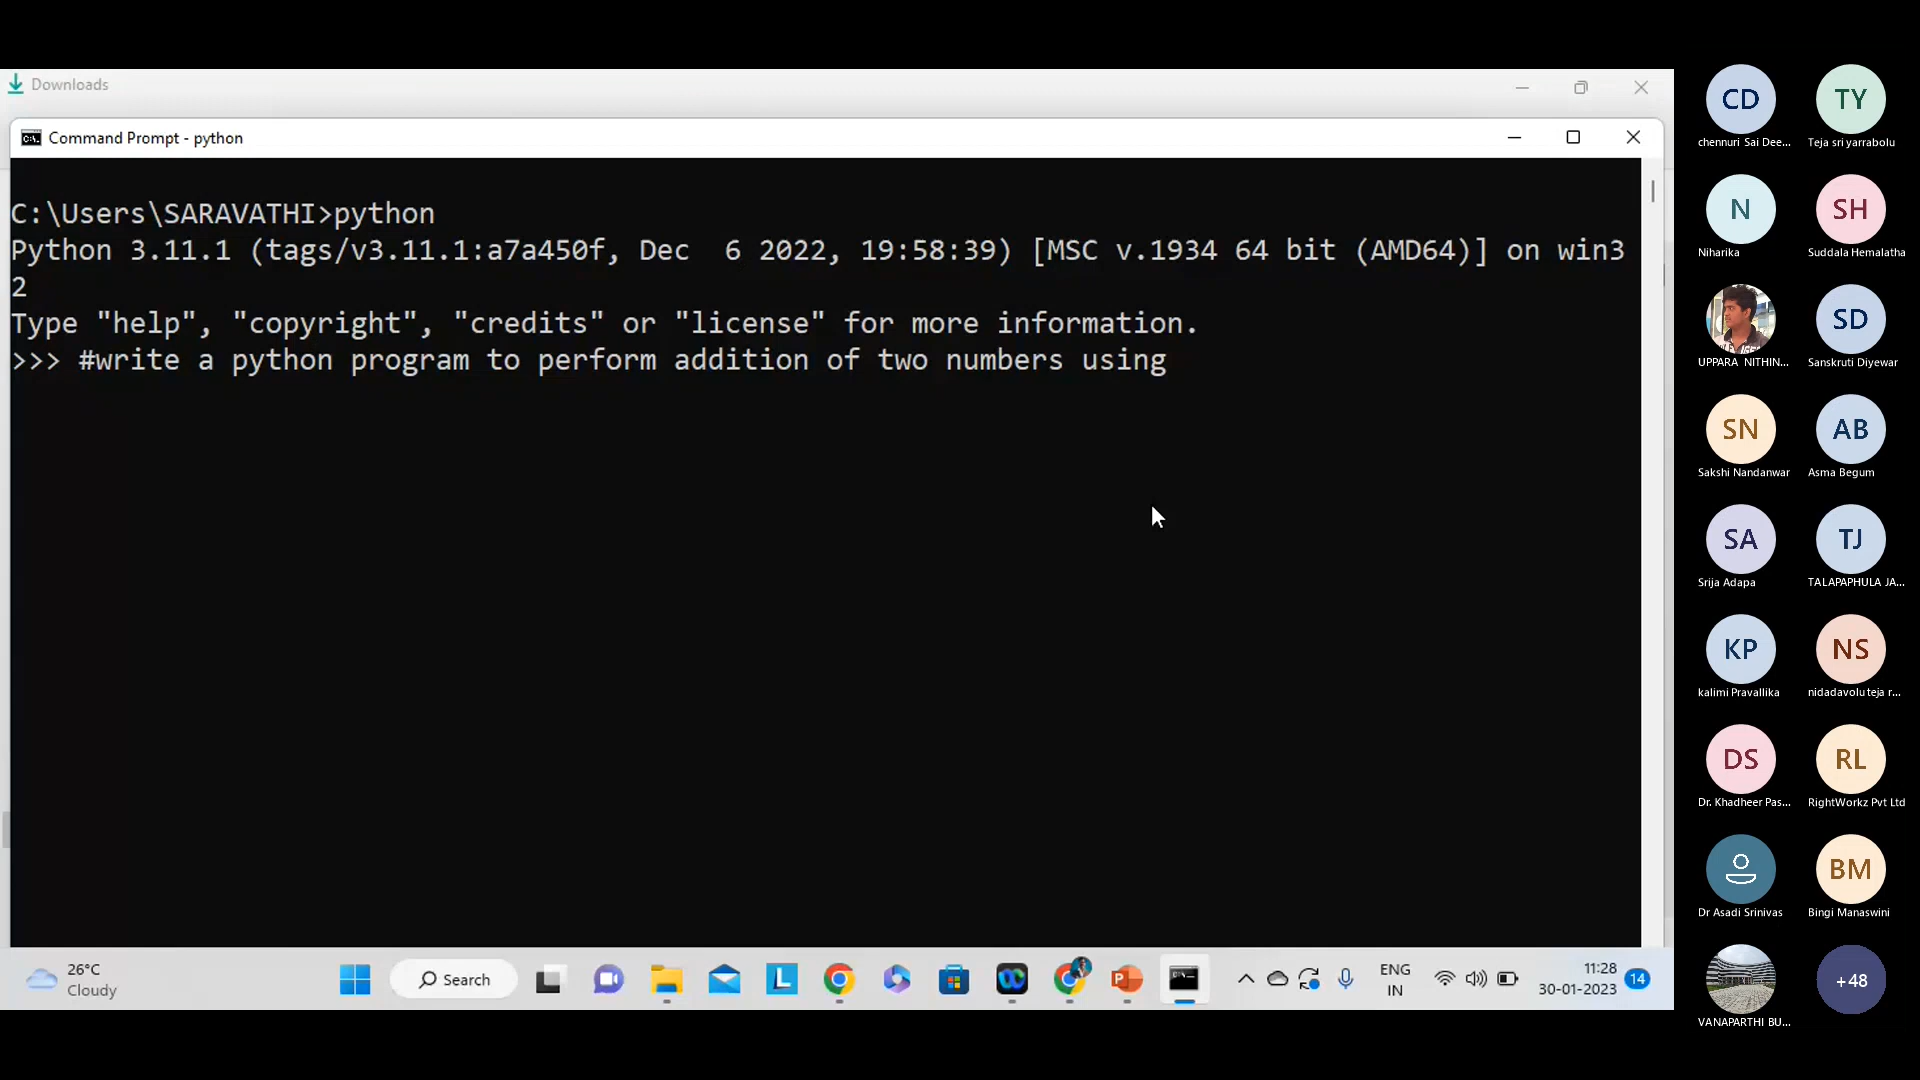 Downloads
Command Prompt - python
C:\Users\SARAVATHI>python
Python 3.11.1 (tags/v3.11.1:a7a450f, Dec  6 2022, 19:58:39) [MSC v.1934 64 bit (AMD64)] on win3
2
Type "help", "copyright", "credits" or "license" for more information.
>>> #write a python program to perform addition of two numbers using
26°C
Cloudy
Search
ENG
IN
11:28
30-01-2023
14
CD
chennuri Sai Dee...
TY
Teja sri yarrabolu
N
Niharika
SH
Suddala Hemalatha
UPPARA NITHIN...
SD
Sanskruti Diyewar
SN
Sakshi Nandanwar
AB
Asma Begum
SA
Srija Adapa
TJ
TALAPAPHULA JA...
KP
kalimi Pravallika
NS
nidadavolu teja r...
DS
Dr. Khadheer Pas...
RL
RightWorkz Pvt Ltd
Dr Asadi Srinivas
BM
Bingi Manaswini
VANAPARTHI BU...
+48